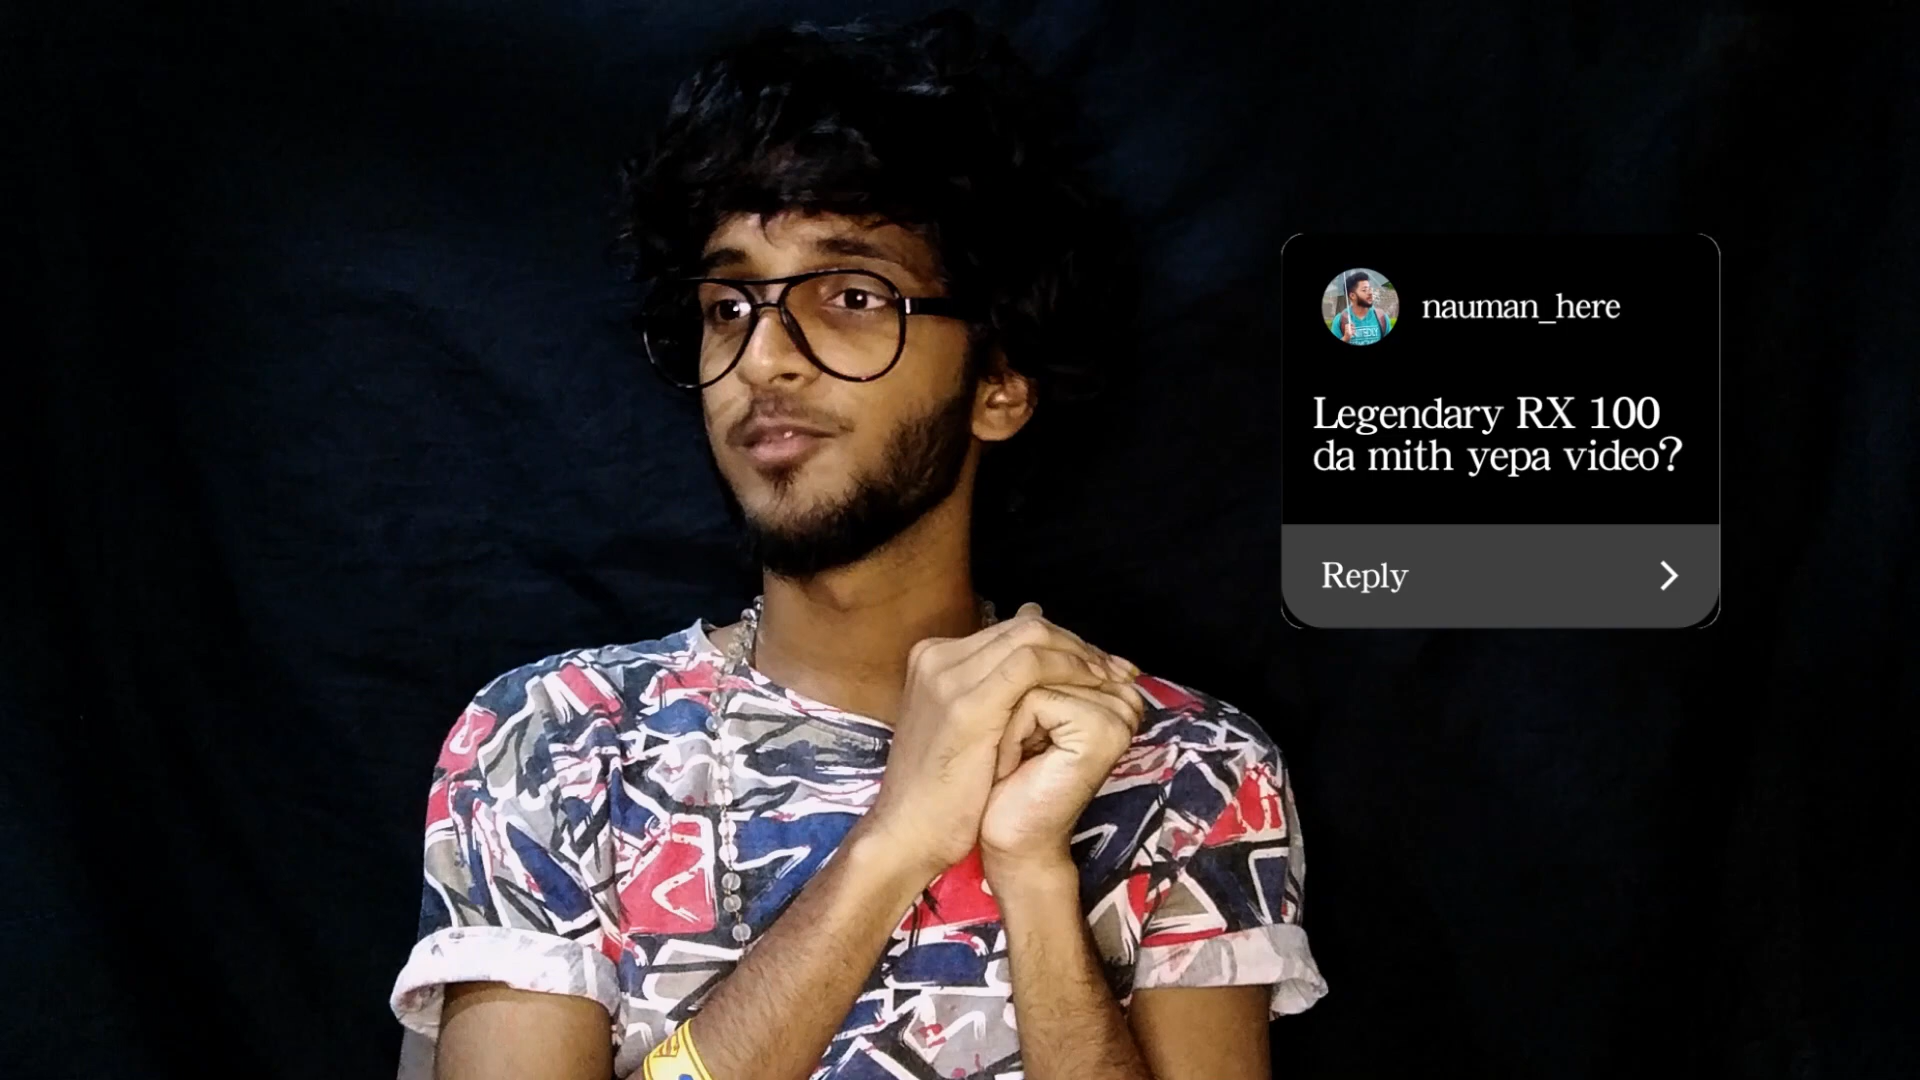 nauman_here
Legendary RX 100
da mith yepa video?
Reply